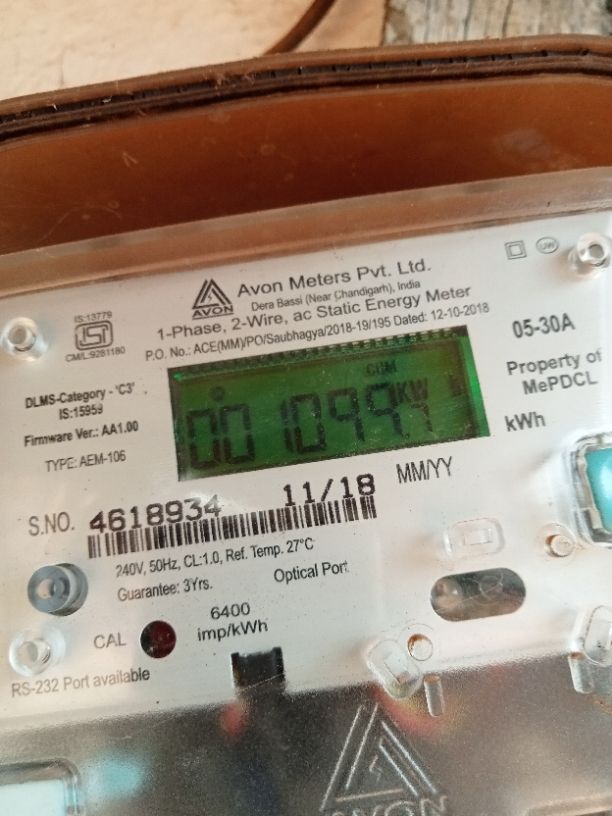 AVON
Avon Meters Pvt. Ltd.
Dera Bassi (Near Chandigarh), India
UW
IS:13779
CM/L:9281180
1-Phase, 2-Wire, ac Static Energy Meter
P.O. No.: ACE(MM)/PO/Saubhagya/2018-19/195 Dated: 12-10-2018
05-30A
DLMS-Category - 'C3'
IS:15959
Firmware Ver.: AA1.00
TYPE: AEM-106
CUM
001099.7 KW h
Property of
MePDCL
kWh
S.NO. 4618934 11/18 MM/YY
240V, 50Hz, CL:1.0, Ref. Temp. 27°C
Guarantee: 3Yrs. Optical Port
CAL 6400
imp/kWh
RS-232 Port available
AVON